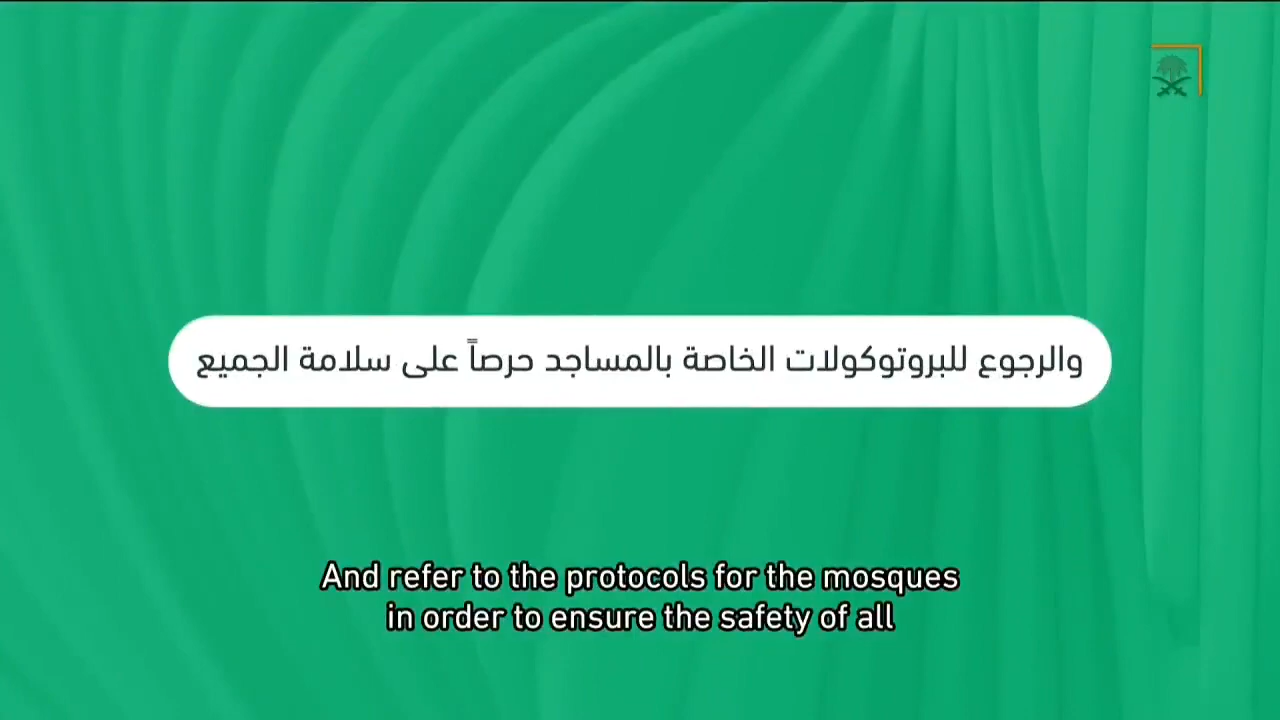 والرجوع للبروتوكولات الخاصة بالمساجد حرصاً على سلامة الجميع
And refer to the protocols for the mosques
in order to ensure the safety of all